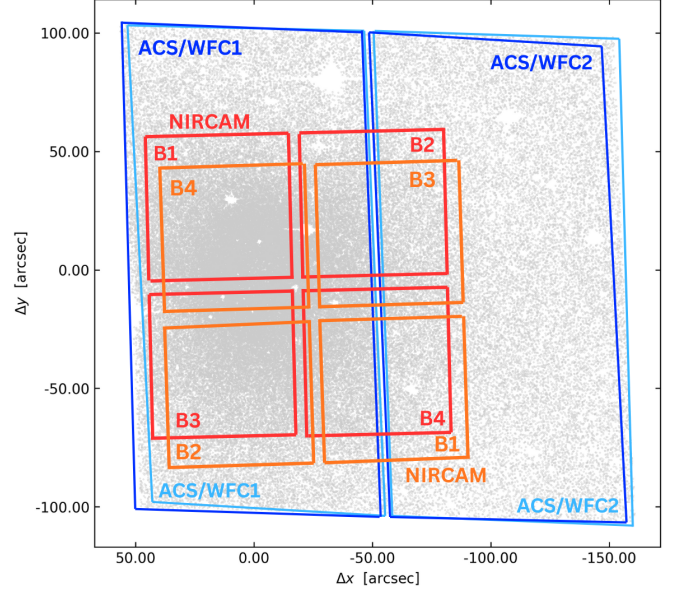 100.00
ACS/WFC1
ACS/WFC2
NIRCAM
50.00
B1
B2
B4
B3
Δy [arcsec]
0.00
-50.00
B3
B4
B2
B1
NIRCAM
ACS/WFC1
ACS/WFC2
-100.00
50.00 0.00 -50.00 -100.00 -150.00
Δx [arcsec]